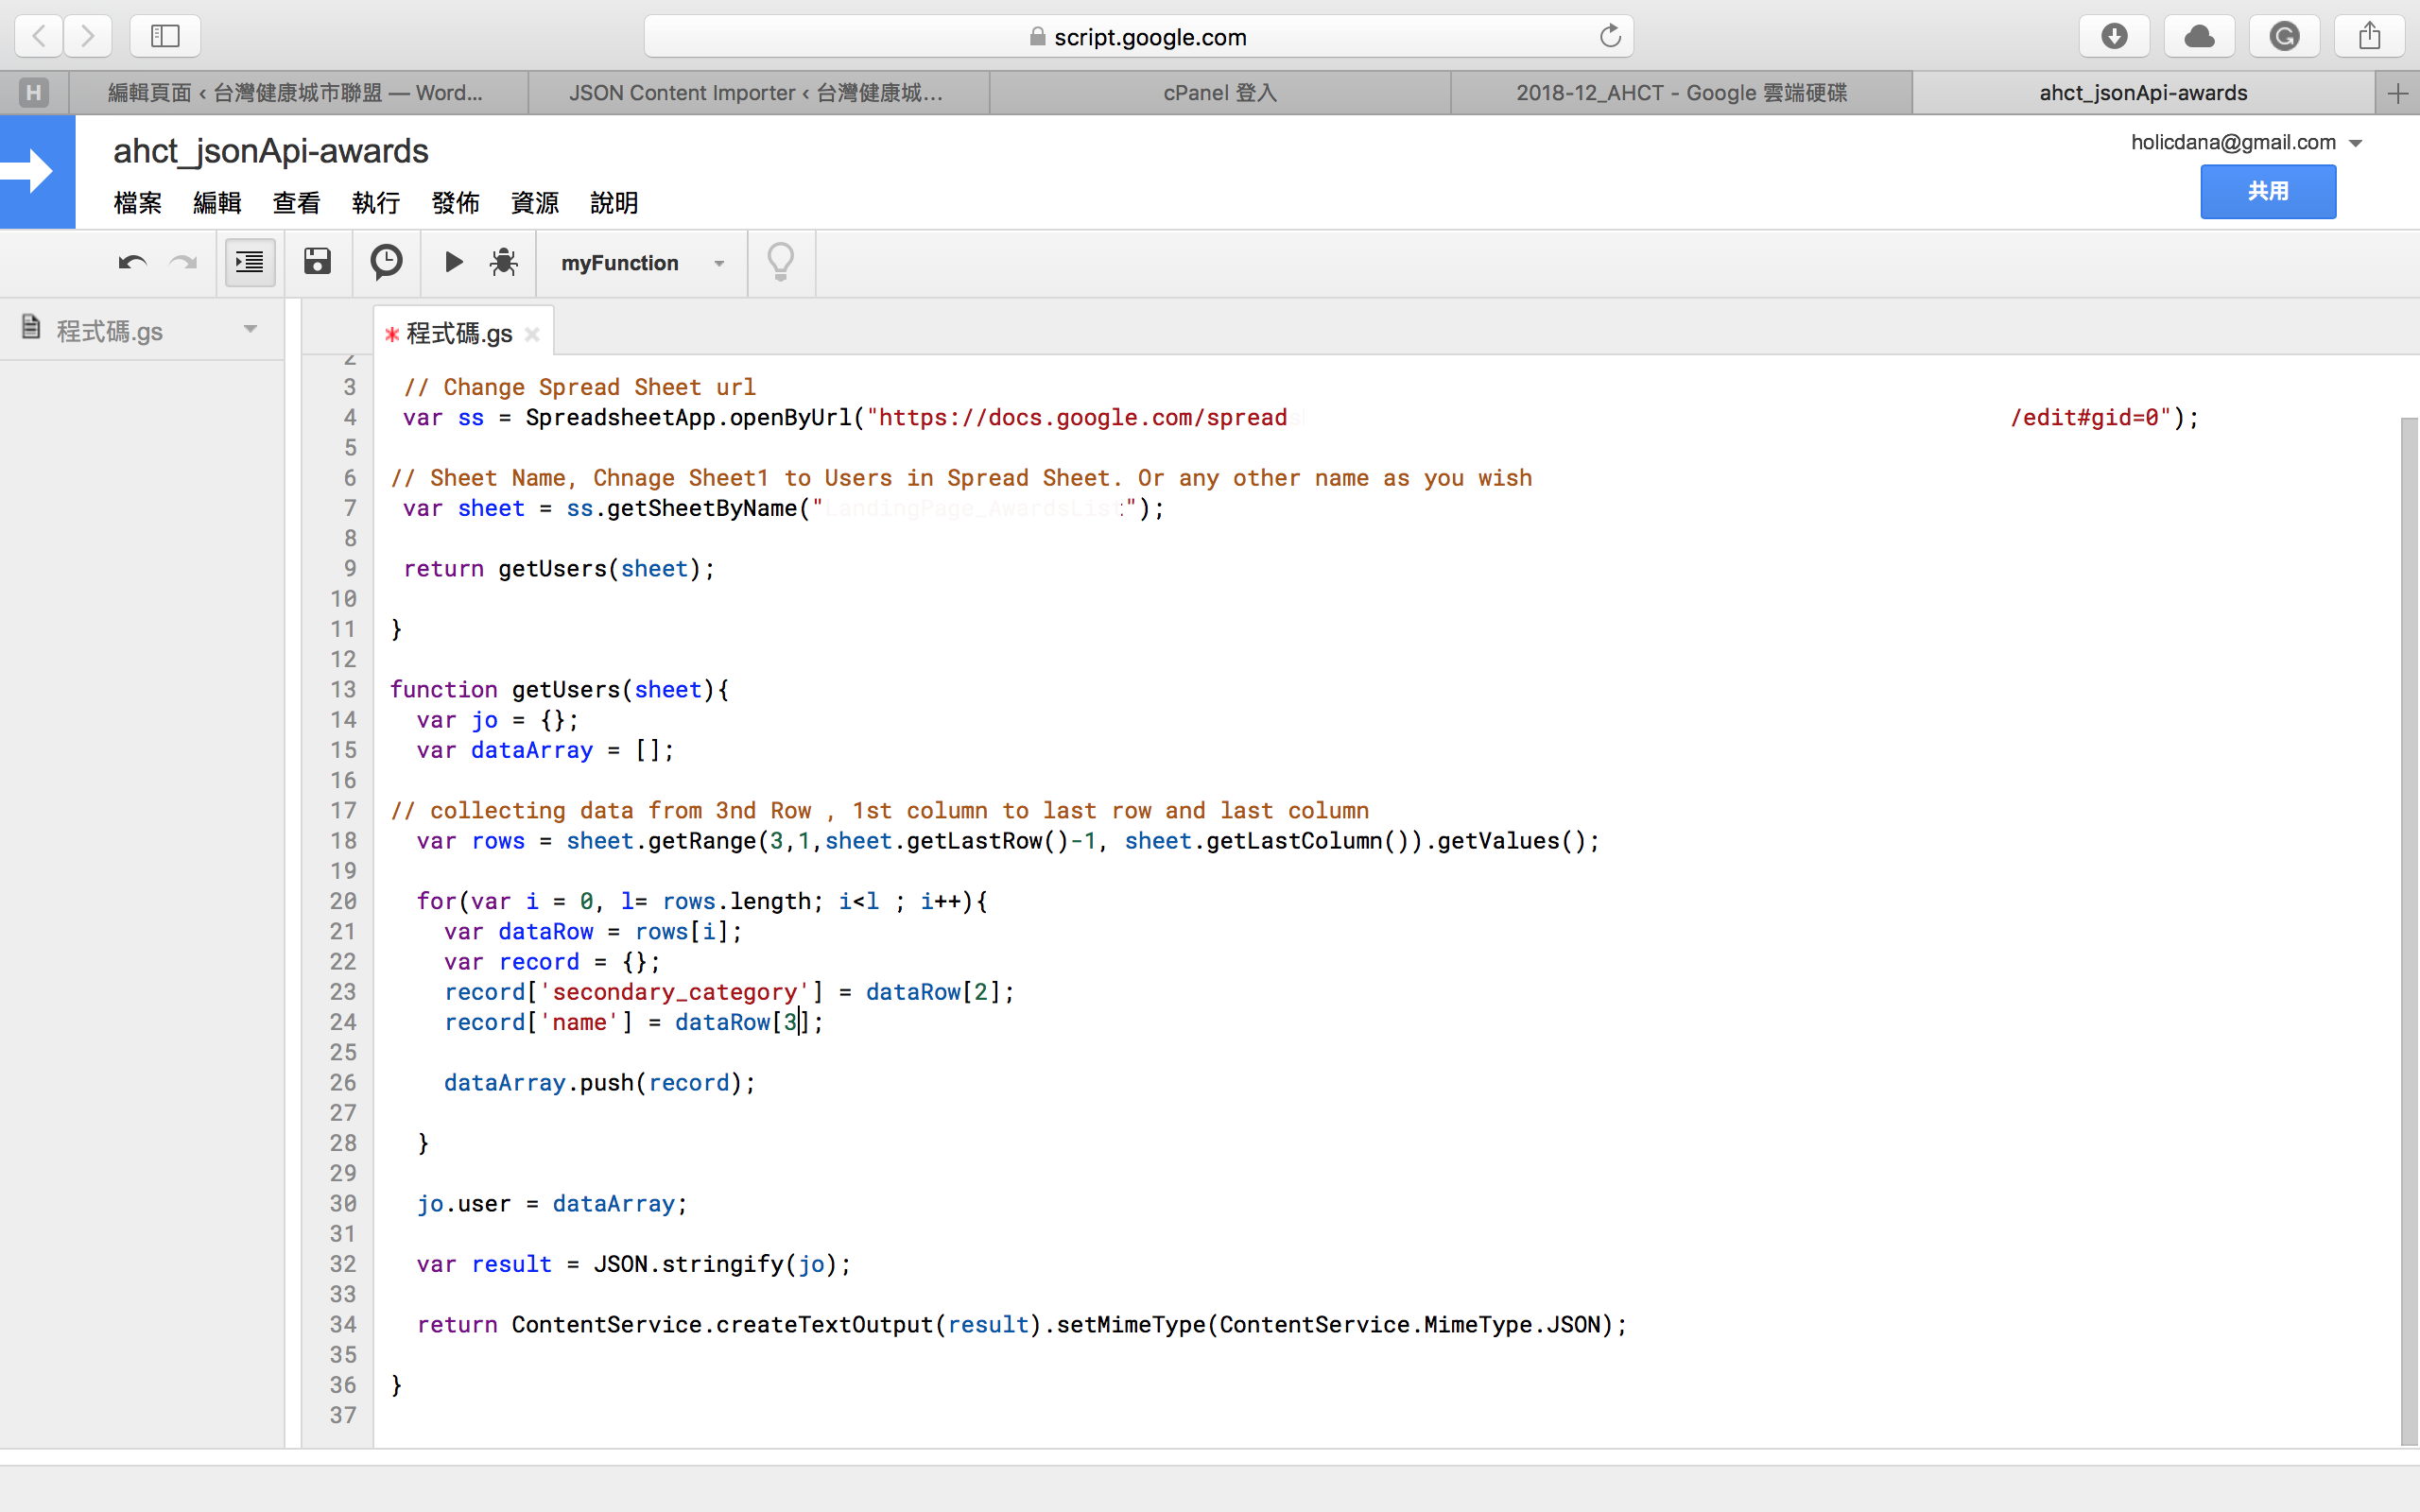 script.google.com
H
編輯頁面 ‹ 台灣健康城市聯盟 — Word...
JSON Content Importer ‹ 台灣健康城...
cPanel 登入
2018-12_AHCT - Google 雲端硬碟
ahct_jsonApi-awards
ahct_jsonApi-awards
holicdana@gmail.com
檔案 編輯 查看 執行 發佈 資源 說明
共用
myFunction
程式碼.gs
* 程式碼.gs
2
3 // Change Spread Sheet url
4 var ss = SpreadsheetApp.openByUrl("https://docs.google.com/spreads /edit#gid=0");
5
6 // Sheet Name, Chnage Sheet1 to Users in Spread Sheet. Or any other name as you wish
7 var sheet = ss.getSheetByName("LandingPage_AwardsList");
8
9 return getUsers(sheet);
10
11 }
12
13 function getUsers(sheet){
14 var jo = {};
15 var dataArray = [];
16
17 // collecting data from 3nd Row , 1st column to last row and last column
18 var rows = sheet.getRange(3,1,sheet.getLastRow()-1, sheet.getLastColumn()).getValues();
19
20 for(var i = 0, l= rows.length; i<l ; i++){
21 var dataRow = rows[i];
22 var record = {};
23 record['secondary_category'] = dataRow[2];
24 record['name'] = dataRow[3];
25
26 dataArray.push(record);
27
28 }
29
30 jo.user = dataArray;
31
32 var result = JSON.stringify(jo);
33
34 return ContentService.createTextOutput(result).setMimeType(ContentService.MimeType.JSON);
35
36 }
37